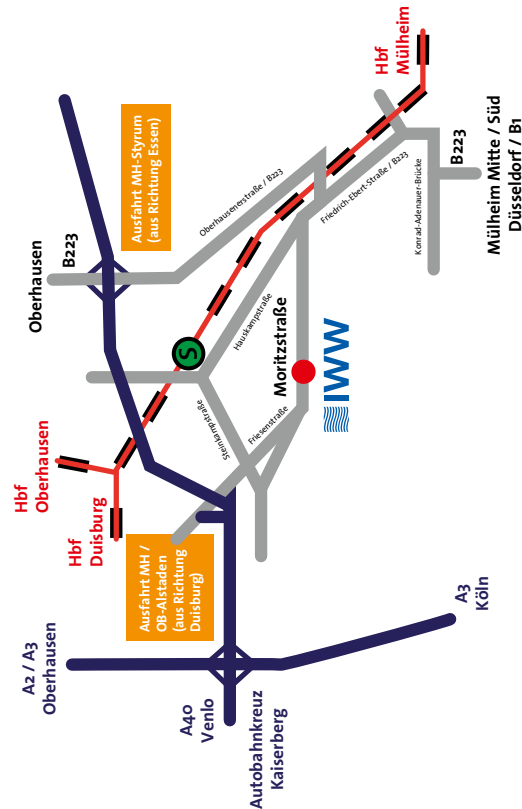 Oberhausen
B223
Ausfahrt MH-Styrum
(aus Richtung Essen)
Hbf
Oberhausen
Hbf
Duisburg
A2 / A3
Oberhausen
Ausfahrt MH /
OB-Alstaden
(aus Richtung
Duisburg)
A40
Venlo
Autobahnkreuz
Kaiserberg
A3
Köln
Oberhausenerstraße / B223
S
Hauskampstraße
Steinkampstraße
Friesenstraße
Moritzstraße
IWW
Friedrich-Ebert-Straße / B223
Hbf
Mülheim
Konrad-Adenauer-Brücke
B223
Mülheim Mitte / Süd
Düsseldorf / B1